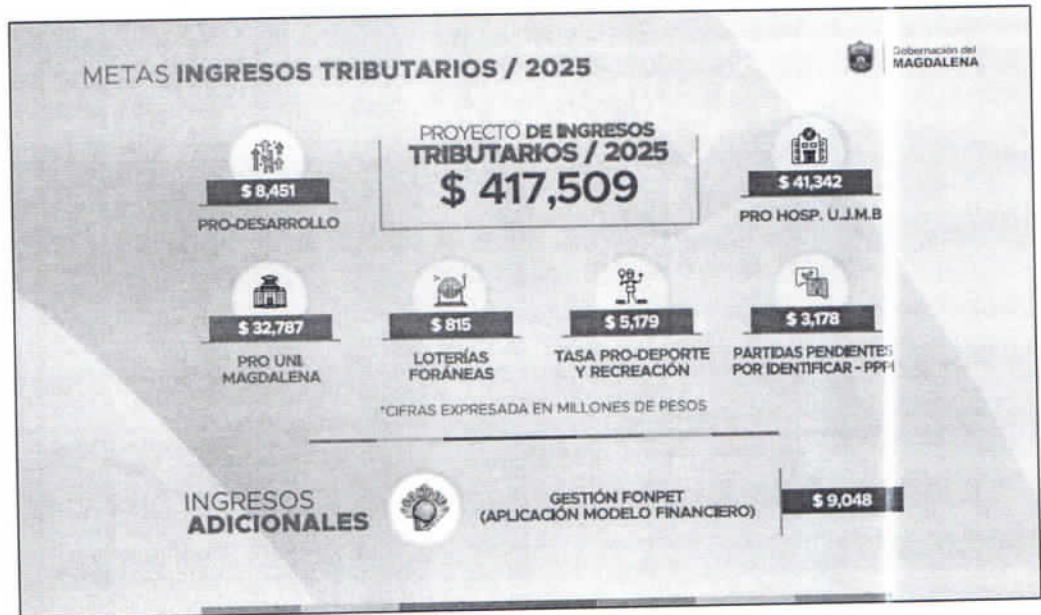 METAS INGRESOS TRIBUTARIOS / 2025
Gobernación del
MAGDALENA
PROYECTO DE INGRESOS
TRIBUTARIOS / 2025
$ 417,509
$ 8,451
PRO-DESARROLLO
$ 41,342
PRO HOSP. U.J.M.B
$ 32,787
PRO UNI.
MAGDALENA
$ 815
LOTERÍAS
FORÁNEAS
$ 5,179
TASA PRO-DEPORTE
Y RECREACIÓN
$ 3,178
PARTIDAS PENDIENTES
POR IDENTIFICAR - PPPI
*CIFRAS EXPRESADA EN MILLONES DE PESOS
INGRESOS
ADICIONALES
GESTIÓN FONPET
(APLICACIÓN MODELO FINANCIERO)
$ 9,048